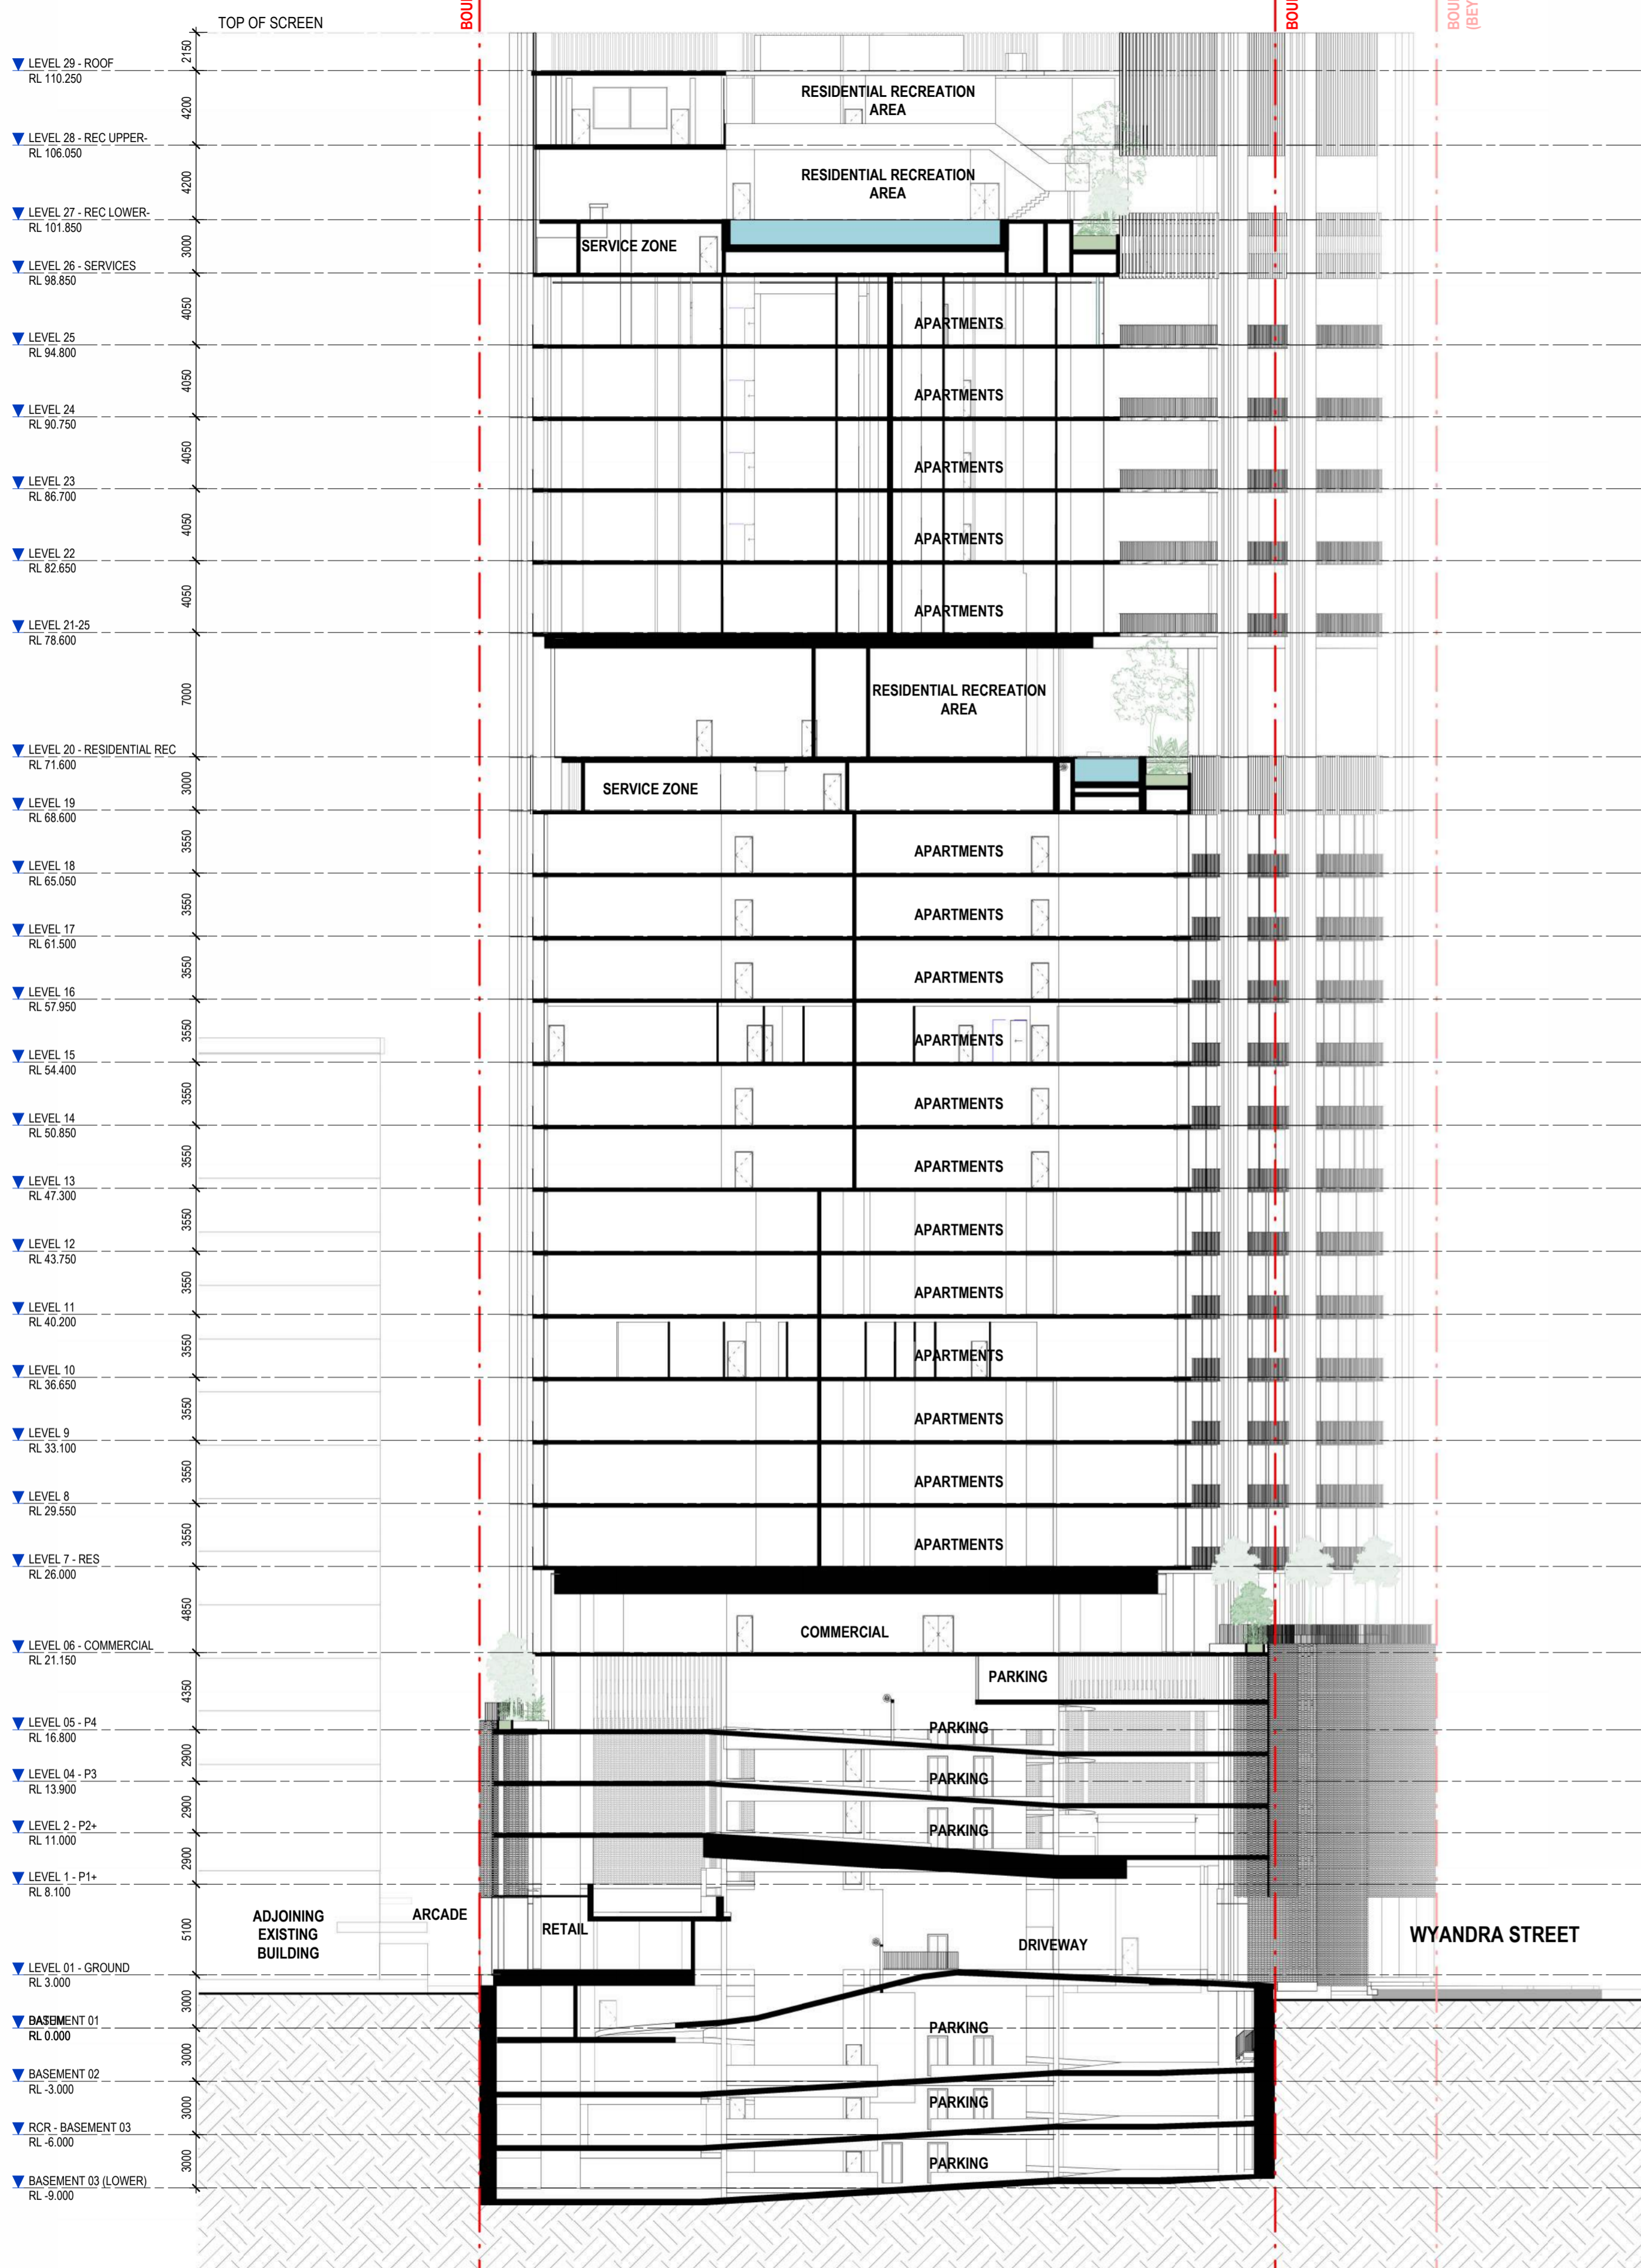 TOP OF SCREEN
BOU
BOU
BOU
(BEY
2150
LEVEL 29 - ROOF
RL 110.250
4200
RESIDENTIAL RECREATION
AREA
LEVEL 28 - REC UPPER-
RL 106.050
4200
RESIDENTIAL RECREATION
AREA
LEVEL 27 - REC LOWER-
RL 101.850
3000
SERVICE ZONE
LEVEL 26 - SERVICES
RL 98.850
4050
APARTMENTS
LEVEL 25
RL 94.800
4050
APARTMENTS
LEVEL 24
RL 90.750
4050
APARTMENTS
LEVEL 23
RL 86.700
4050
APARTMENTS
LEVEL 22
RL 82.650
4050
APARTMENTS
LEVEL 21-25
RL 78.600
7000
RESIDENTIAL RECREATION
AREA
LEVEL 20 - RESIDENTIAL REC
RL 71.600
3000
SERVICE ZONE
LEVEL 19
RL 68.600
3550
APARTMENTS
LEVEL 18
RL 65.050
3550
APARTMENTS
LEVEL 17
RL 61.500
3550
APARTMENTS
LEVEL 16
RL 57.950
3550
APARTMENTS
LEVEL 15
RL 54.400
3550
APARTMENTS
LEVEL 14
RL 50.850
3550
APARTMENTS
LEVEL 13
RL 47.300
3550
APARTMENTS
LEVEL 12
RL 43.750
3550
APARTMENTS
LEVEL 11
RL 40.200
3550
APARTMENTS
LEVEL 10
RL 36.650
3550
APARTMENTS
LEVEL 9
RL 33.100
3550
APARTMENTS
LEVEL 8
RL 29.550
3550
APARTMENTS
LEVEL 7 - RES
RL 26.000
4850
COMMERCIAL
LEVEL 06 - COMMERCIAL
RL 21.150
4350
PARKING
PARKING
LEVEL 05 - P4
RL 16.800
2900
PARKING
LEVEL 04 - P3
RL 13.900
2900
PARKING
LEVEL 2 - P2+
RL 11.000
2900
LEVEL 1 - P1+
RL 8.100
5100
ADJOINING
EXISTING
BUILDING
ARCADE
RETAIL
DRIVEWAY
WYANDRA STREET
LEVEL 01 - GROUND
RL 3.000
3000
PARKING
BASEMENT 01
RL 0.000
3000
BASEMENT 02
RL -3.000
3000
PARKING
RCR - BASEMENT 03
RL -6.000
3000
PARKING
BASEMENT 03 (LOWER)
RL -9.000